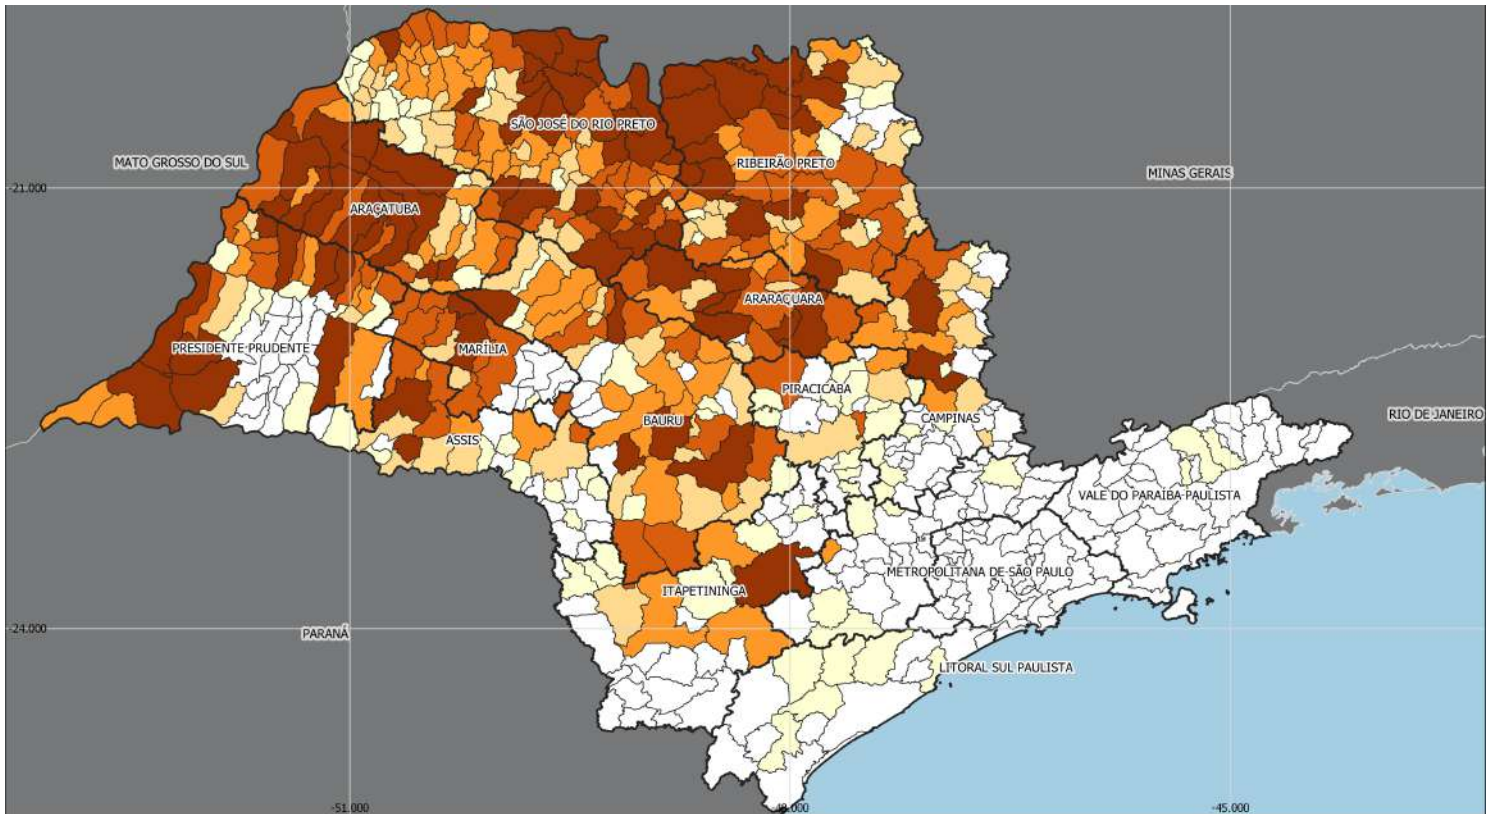 SÃO JOSÉ DO RIO PRETO
MATO GROSSO DO SUL
RIBEIRÃO PRETO
MINAS GERAIS
-21.000
ARAÇATUBA
ARARAQUARA
PRESIDENTE PRUDENTE
MARÍLIA
PIRACICABA
RIO DE JANEIRO
BAURU
CAMPINAS
ASSIS
VALE DO PARAÍBA PAULISTA
METROPOLITANA DE SÃO PAULO
ITAPETININGA
-24.000
PARANÁ
LITORAL SUL PAULISTA
-51.000
-48.000
-45.000